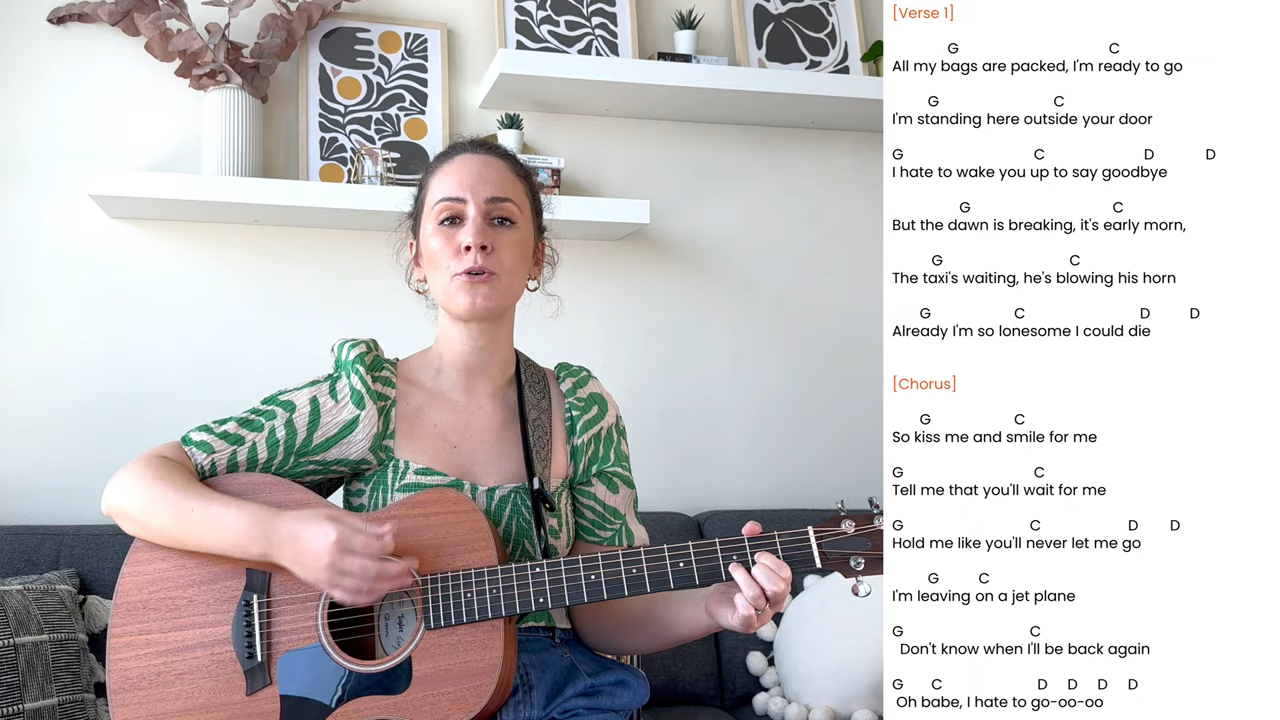 [Verse 1]
G C
All my bags are packed, I'm ready to go
G C
I'm standing here outside your door
G C D D
I hate to wake you up to say goodbye
G C
But the dawn is breaking, it's early morn,
G C
The taxi's waiting, he's blowing his horn
G C D D
Already I'm so lonesome I could die
[Chorus]
G C
So kiss me and smile for me
G C
Tell me that you'll wait for me
G C D D
Hold me like you'll never let me go
G C
I'm leaving on a jet plane
G C
Don't know when I'll be back again
G C D D D D
Oh babe, I hate to go-oo-oo
Taylor